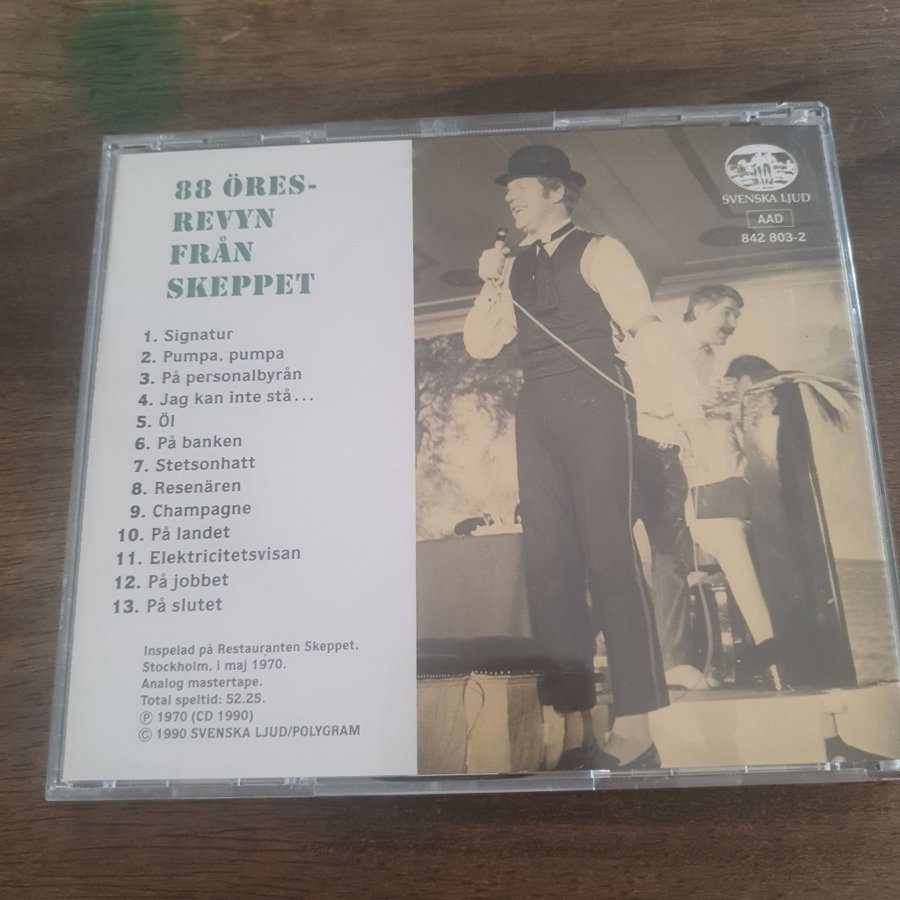 88 ÖRES-
REVYN
FRÅN
SKEPPET
1. Signatur
2. Pumpa, pumpa
3. På personalbyrån
4. Jag kan inte stå...
5. Öl
6. På banken
7. Stetsonhatt
8. Resenären
9. Champagne
10. På landet
11. Elektricitetsvisan
12. På jobbet
13. På slutet
Inspelad på Restauranten Skeppet,
Stockholm, i maj 1970.
Analog mastertape.
Total speltid: 52.25.
℗ 1970 (CD 1990)
© 1990 SVENSKA LJUD/POLYGRAM
SVENSKA LJUD
AAD
842 803-2